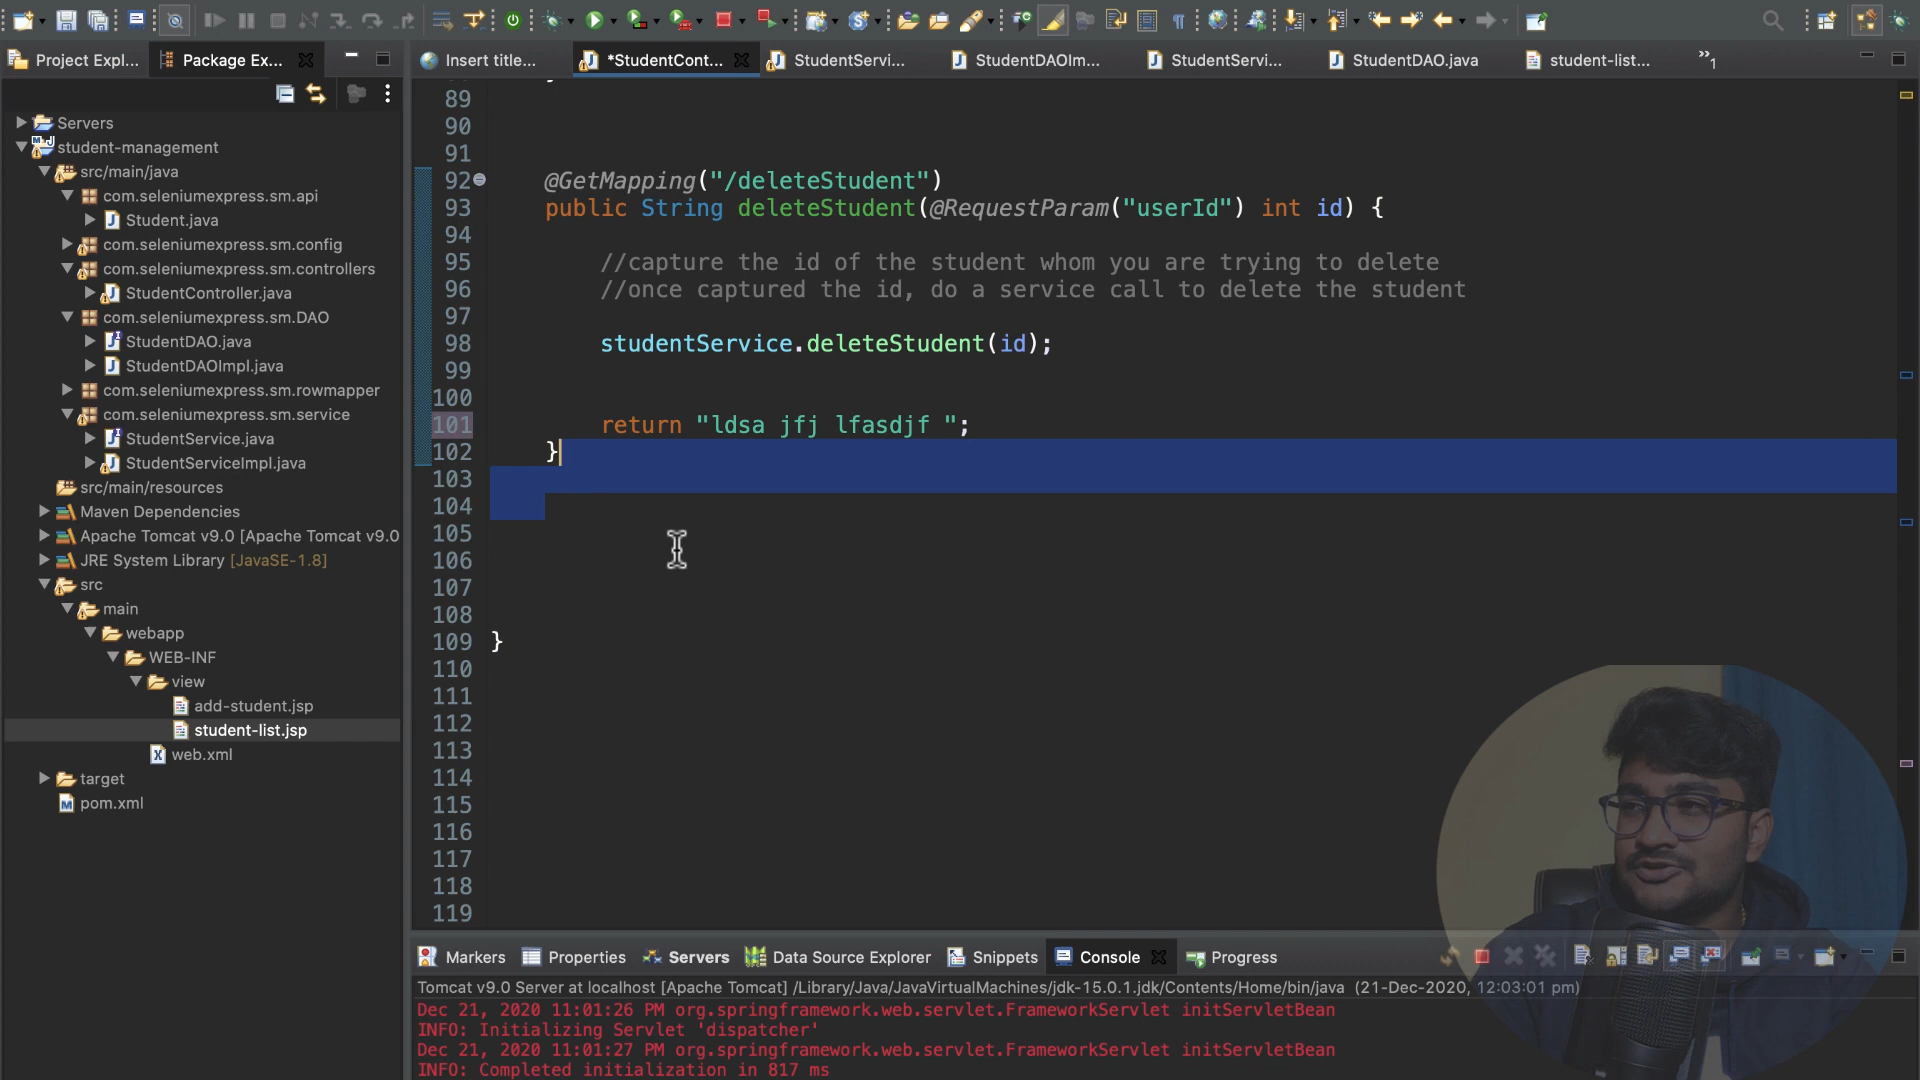 Project Expl...
Package Ex...
Insert title...
*StudentCont...
StudentServi...
StudentDAOIm...
StudentServi...
StudentDAO.java
student-list...
»1
Servers
student-management
src/main/java
com.seleniumexpress.sm.api
Student.java
com.seleniumexpress.sm.config
com.seleniumexpress.sm.controllers
StudentController.java
com.seleniumexpress.sm.DAO
StudentDAO.java
StudentDAOImpl.java
com.seleniumexpress.sm.rowmapper
com.seleniumexpress.sm.service
StudentService.java
StudentServiceImpl.java
src/main/resources
Maven Dependencies
Apache Tomcat v9.0 [Apache Tomcat v9.0
JRE System Library [JavaSE-1.8]
src
main
webapp
WEB-INF
view
add-student.jsp
student-list.jsp
web.xml
target
pom.xml
89
90
91
92 @GetMapping("/deleteStudent")
93 public String deleteStudent(@RequestParam("userId") int id) {
94
95 //capture the id of the student whom you are trying to delete
96 //once captured the id, do a service call to delete the student
97
98 studentService.deleteStudent(id);
99
100
101 return "ldsa jfj lfasdjf ";
102 }
103
104
105
106
107
108
109 }
110
111
112
113
114
115
116
117
118
119
Markers
Properties
Servers
Data Source Explorer
Snippets
Console
Progress
Tomcat v9.0 Server at localhost [Apache Tomcat] /Library/Java/JavaVirtualMachines/jdk-15.0.1.jdk/Contents/Home/bin/java (21-Dec-2020, 12:03:01 pm)
Dec 21, 2020 11:01:26 PM org.springframework.web.servlet.FrameworkServlet initServletBean
INFO: Initializing Servlet 'dispatcher'
Dec 21, 2020 11:01:27 PM org.springframework.web.servlet.FrameworkServlet initServletBean
INFO: Completed initialization in 817 ms